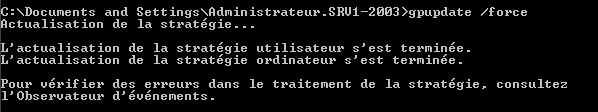 C:\Documents and Settings\Administrateur.SRV1-2003>gpupdate /force
Actualisation de la stratégie...
L'actualisation de la stratégie utilisateur s'est terminée.
L'actualisation de la stratégie ordinateur s'est terminée.
Pour vérifier des erreurs dans le traitement de la stratégie, consultez
l'Observateur d'événements.